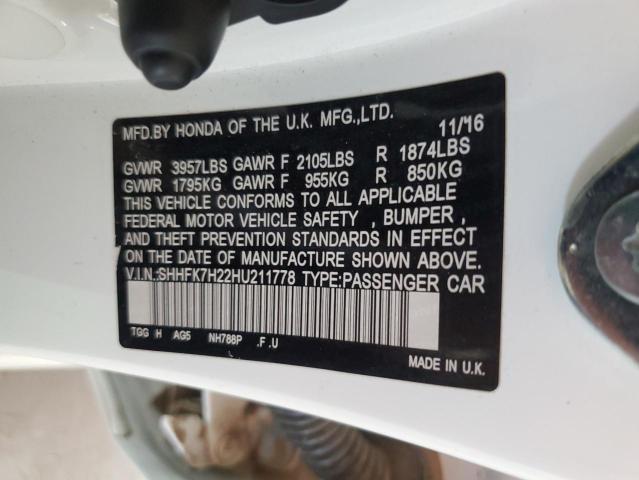 MFD.BY HONDA OF THE U.K. MFG.,LTD. 11/16
GVWR 3957LBS GAWR F 2105LBS R 1874LBS
GVWR 1795KG GAWR F 955KG R 850KG
THIS VEHICLE CONFORMS TO ALL APPLICABLE
FEDERAL MOTOR VEHICLE SAFETY , BUMPER ,
AND THEFT PREVENTION STANDARDS IN EFFECT
ON THE DATE OF MANUFACTURE SHOWN ABOVE.
V.I.N.:SHHFK7H22HU211778 TYPE:PASSENGER CAR
TGG H AG5 NH788P .F .U
MADE IN U.K.